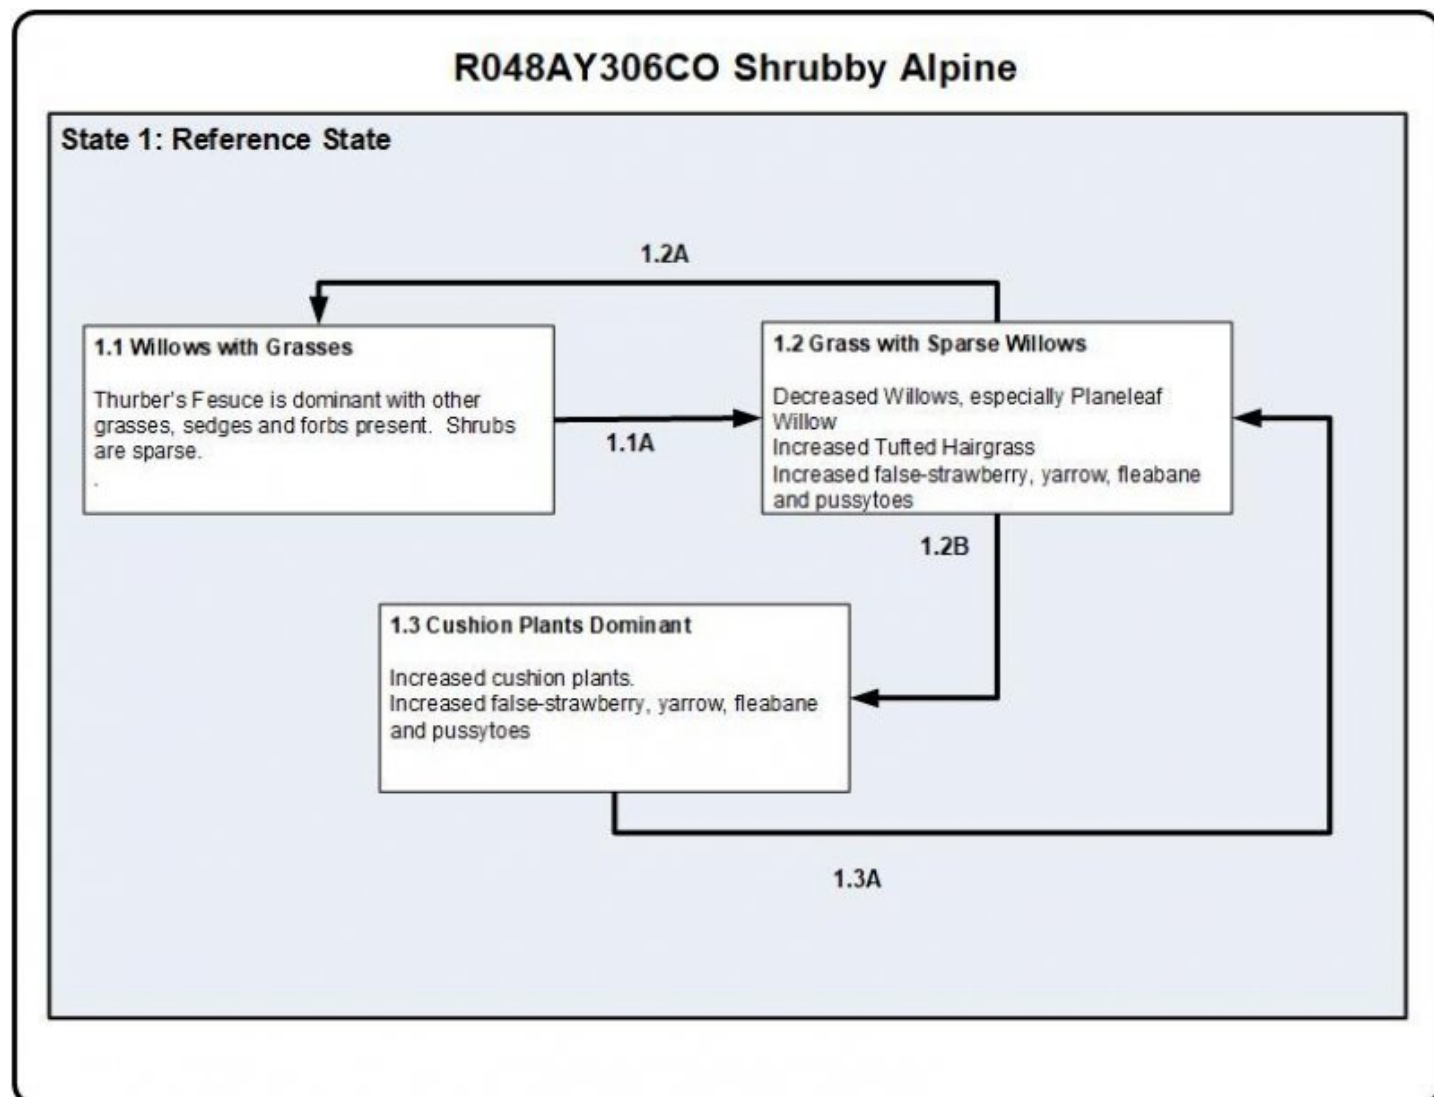 R048AY306CO Shrubby Alpine
State 1: Reference State
1.2A
1.1 Willows with Grasses
Thurber's Fesuce is dominant with other
grasses, sedges and forbs present. Shrubs
are sparse.
.
1.1A
1.2 Grass with Sparse Willows
Decreased Willows, especially Planeleaf
Willow
Increased Tufted Hairgrass
Increased false-strawberry, yarrow, fleabane
and pussytoes
1.2B
1.3 Cushion Plants Dominant
Increased cushion plants.
Increased false-strawberry, yarrow, fleabane
and pussytoes
1.3A